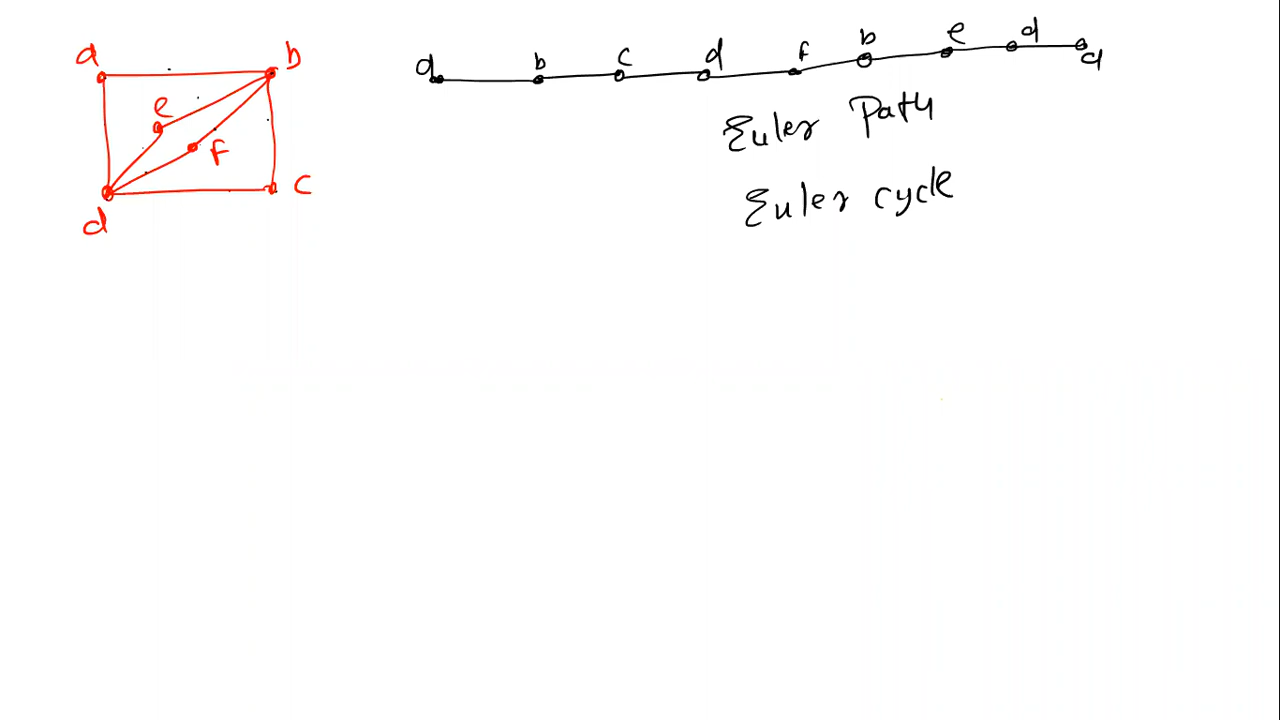 a b
e
f
c
d
a b c d f b e d a
Euler Path
Euler cycle